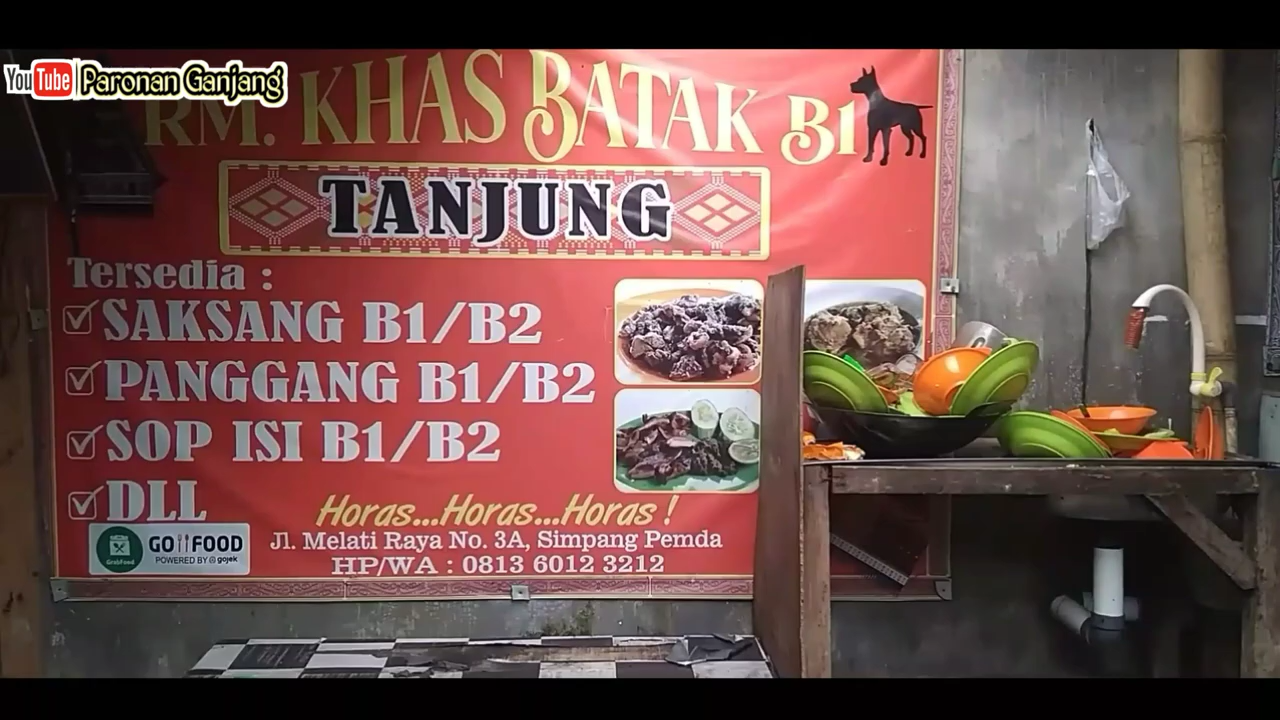 YouTube Paronan Ganjang
RM. KHAS BATAK B1
TANJUNG
Tersedia :
SAKSANG B1/B2
PANGGANG B1/B2
SOP ISI B1/B2
DLL
Horas...Horas...Horas !
GrabFood
GO FOOD
POWERED BY gojek
Jl. Melati Raya No. 3A, Simpang Pemda
HP/WA : 0813 6012 3212